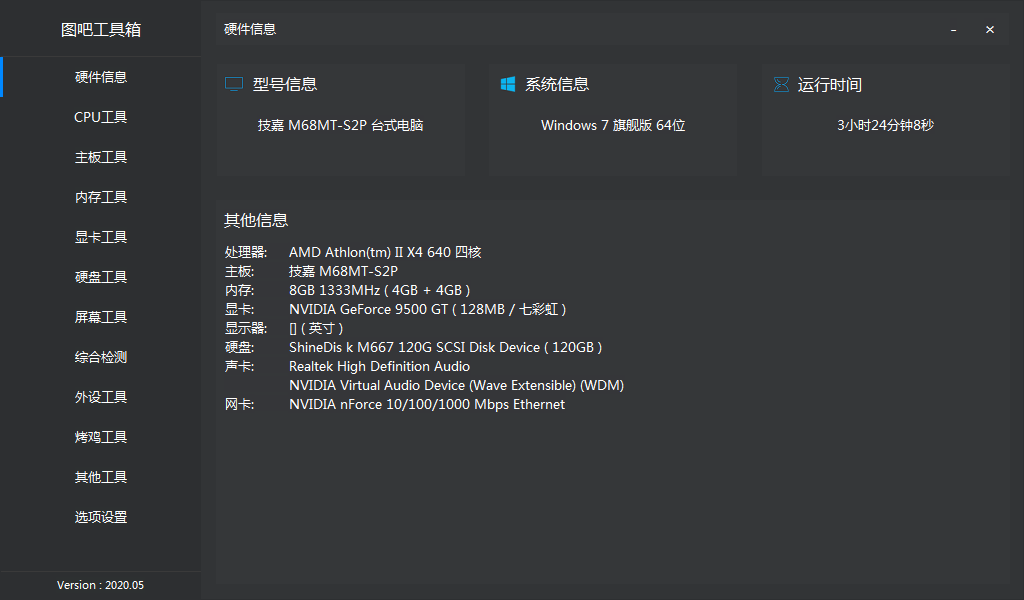 图吧工具箱
硬件信息
CPU工具
主板工具
内存工具
显卡工具
硬盘工具
屏幕工具
综合检测
外设工具
烤鸡工具
其他工具
选项设置
Version : 2020.05
硬件信息
型号信息
技嘉 M68MT-S2P 台式电脑
系统信息
Windows 7 旗舰版 64位
运行时间
3小时24分钟8秒
其他信息
处理器: AMD Athlon(tm) II X4 640 四核
主板: 技嘉 M68MT-S2P
内存: 8GB 1333MHz ( 4GB + 4GB )
显卡: NVIDIA GeForce 9500 GT ( 128MB / 七彩虹 )
显示器: [] ( 英寸 )
硬盘: ShineDis k M667 120G SCSI Disk Device ( 120GB )
声卡: Realtek High Definition Audio
NVIDIA Virtual Audio Device (Wave Extensible) (WDM)
网卡: NVIDIA nForce 10/100/1000 Mbps Ethernet